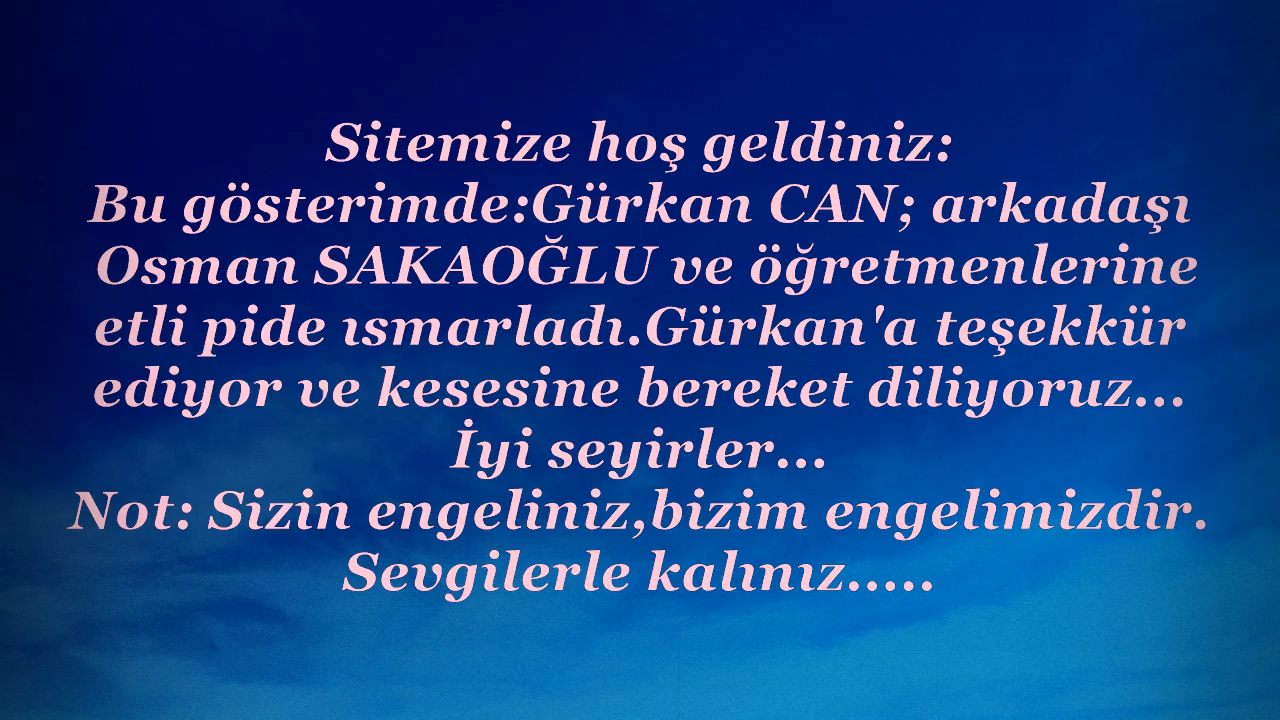 Sitemize hoş geldiniz:
Bu gösterimde:Gürkan CAN; arkadaşı
Osman SAKAOĞLU ve öğretmenlerine
etli pide ısmarladı.Gürkan'a teşekkür
ediyor ve kesesine bereket diliyoruz...
İyi seyirler...
Not: Sizin engeliniz,bizim engelimizdir.
Sevgilerle kalınız.....